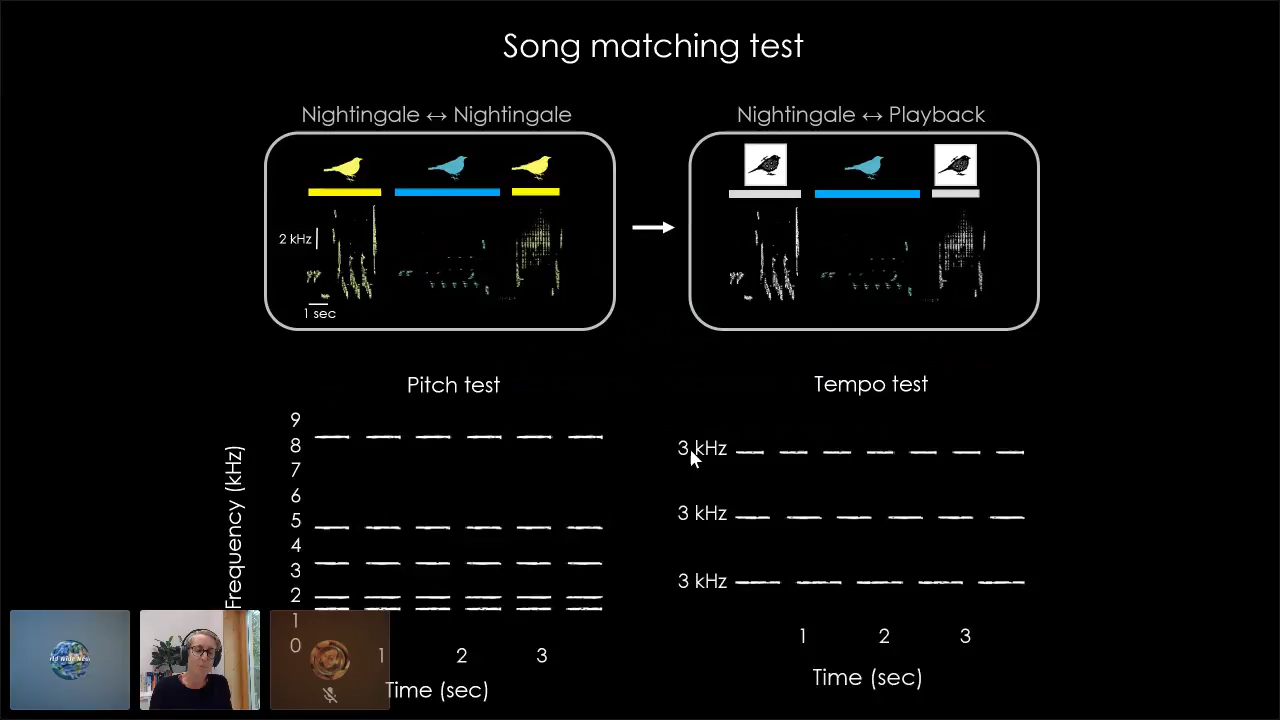 Song matching test
Nightingale ↔ Nightingale
Nightingale ↔ Playback
2 kHz
1 sec
Pitch test
Tempo test
Frequency (kHz)
9
8
7
6
5
4
3
2
1
0
1
2
3
Time (sec)
3 kHz
3 kHz
3 kHz
1
2
3
Time (sec)